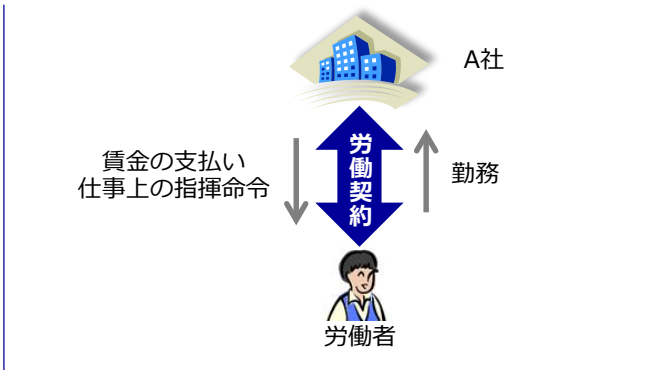 A社
賃金の支払い
仕事上の指揮命令
労働契約
勤務
労働者